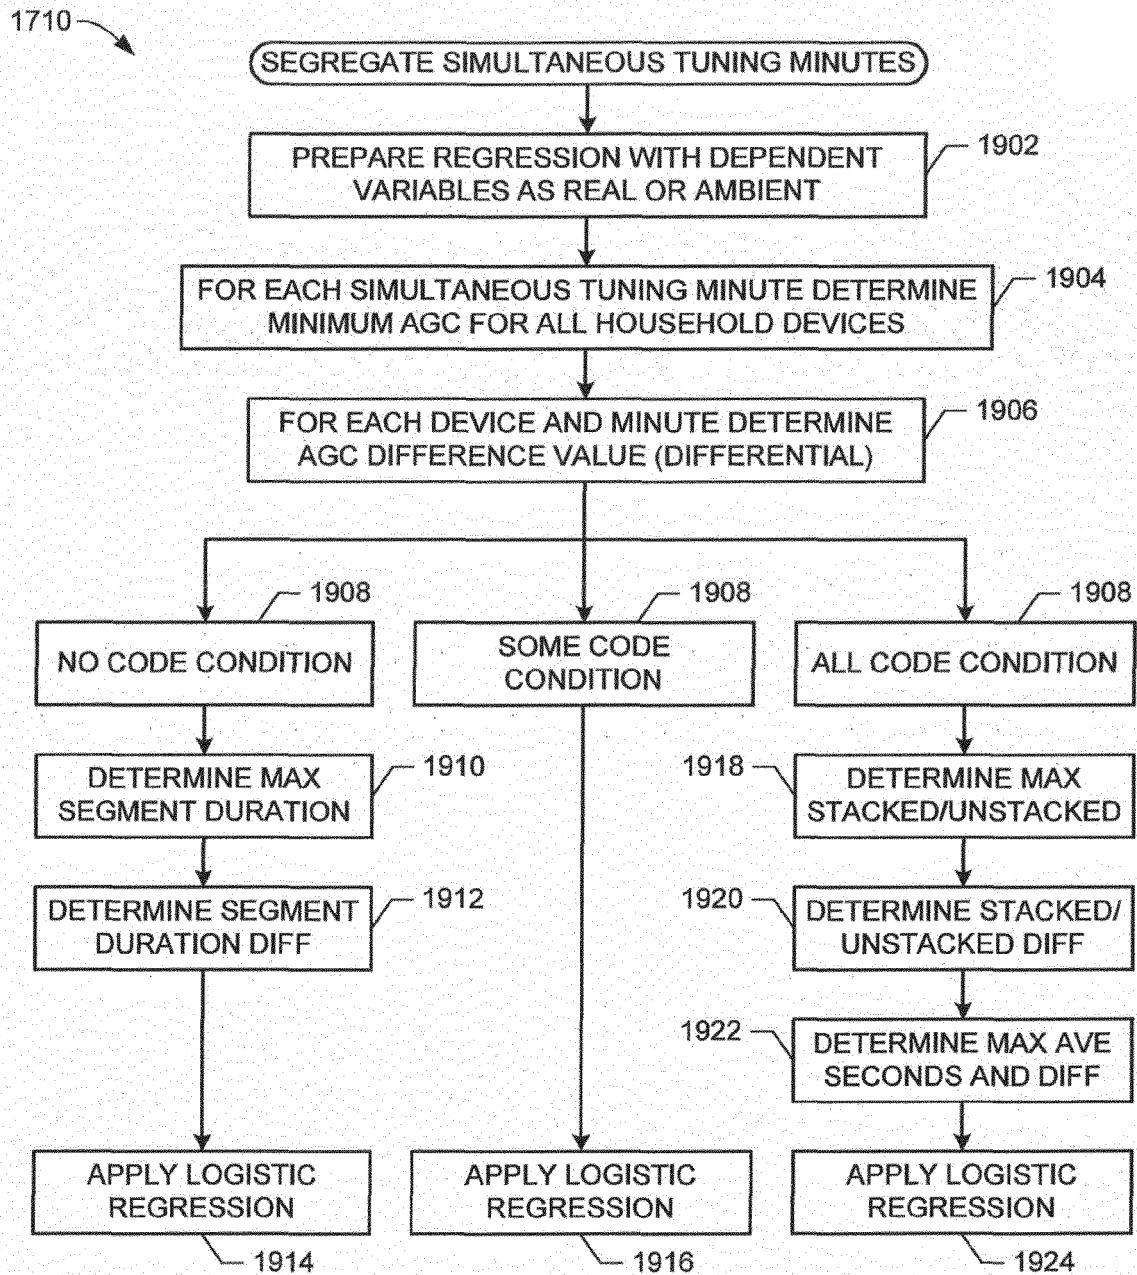 1710
SEGREGATE SIMULTANEOUS TUNING MINUTES
1902
PREPARE REGRESSION WITH DEPENDENT
VARIABLES AS REAL OR AMBIENT
1904
FOR EACH SIMULTANEOUS TUNING MINUTE DETERMINE
MINIMUM AGC FOR ALL HOUSEHOLD DEVICES
1906
FOR EACH DEVICE AND MINUTE DETERMINE
AGC DIFFERENCE VALUE (DIFFERENTIAL)
1908
NO CODE CONDITION
1908
SOME CODE
CONDITION
1908
ALL CODE CONDITION
1910
DETERMINE MAX
SEGMENT DURATION
1918
DETERMINE MAX
STACKED/UNSTACKED
1912
DETERMINE SEGMENT
DURATION DIFF
1920
DETERMINE STACKED/
UNSTACKED DIFF
1922
DETERMINE MAX AVE
SECONDS AND DIFF
APPLY LOGISTIC
REGRESSION
1914
APPLY LOGISTIC
REGRESSION
1916
APPLY LOGISTIC
REGRESSION
1924